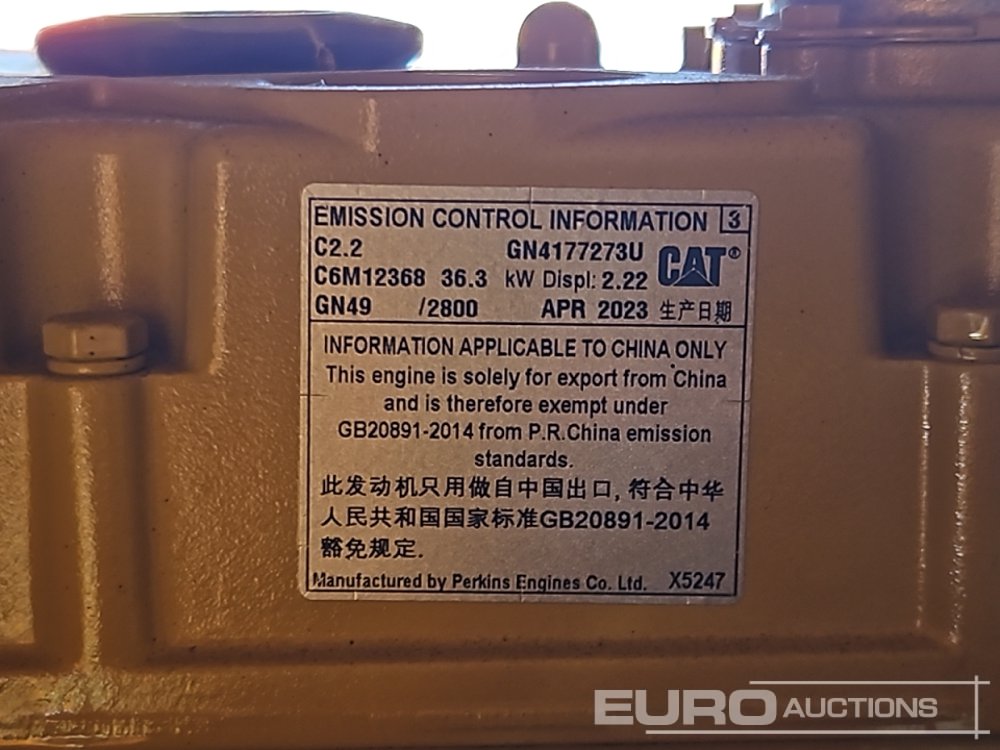 EMISSION CONTROL INFORMATION 3
C2.2 GN4177273U CAT®
C6M12368 36.3 kW Displ: 2.22
GN49 /2800 APR 2023 生产日期
INFORMATION APPLICABLE TO CHINA ONLY
This engine is solely for export from China
and is therefore exempt under
GB20891-2014 from P.R.China emission
standards.
此发动机只用做自中国出口, 符合中华
人民共和国国家标准GB20891-2014
豁免规定.
Manufactured by Perkins Engines Co. Ltd. X5247
EURO AUCTIONS